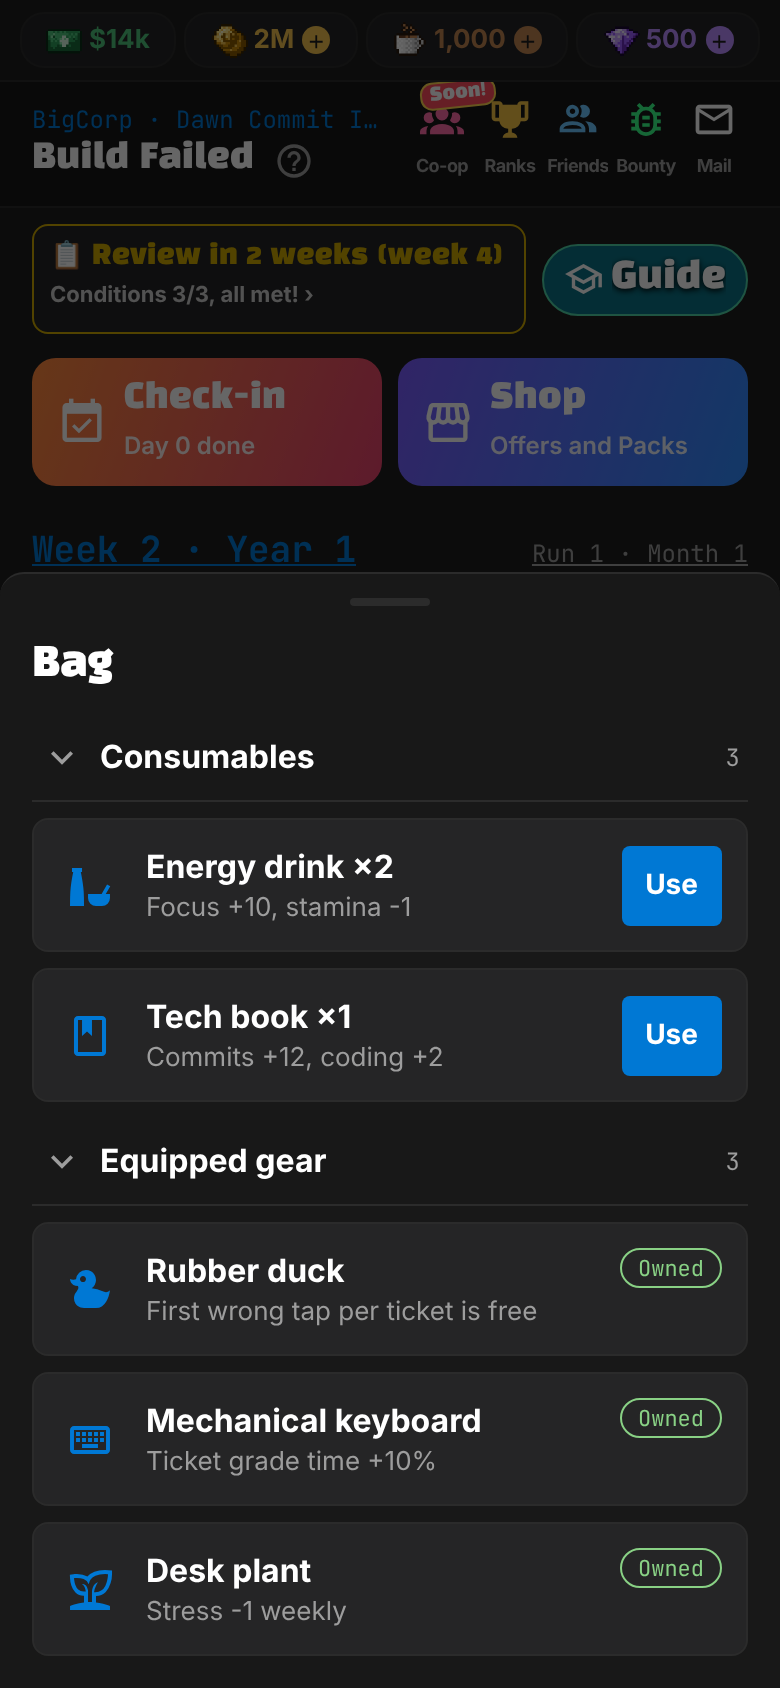 $14k
2M
1,000
500
BigCorp · Dawn Commit I…
Build Failed
Soon!
Co-op
Ranks
Friends
Bounty
Mail
Review in 2 weeks (week 4)
Conditions 3/3, all met! ›
Guide
Check-in
Day 0 done
Shop
Offers and Packs
Week 2 · Year 1
Run 1 · Month 1
Bag
Consumables
3
Energy drink ×2
Focus +10, stamina -1
Use
Tech book ×1
Commits +12, coding +2
Use
Equipped gear
3
Rubber duck
First wrong tap per ticket is free
Owned
Mechanical keyboard
Ticket grade time +10%
Owned
Desk plant
Stress -1 weekly
Owned